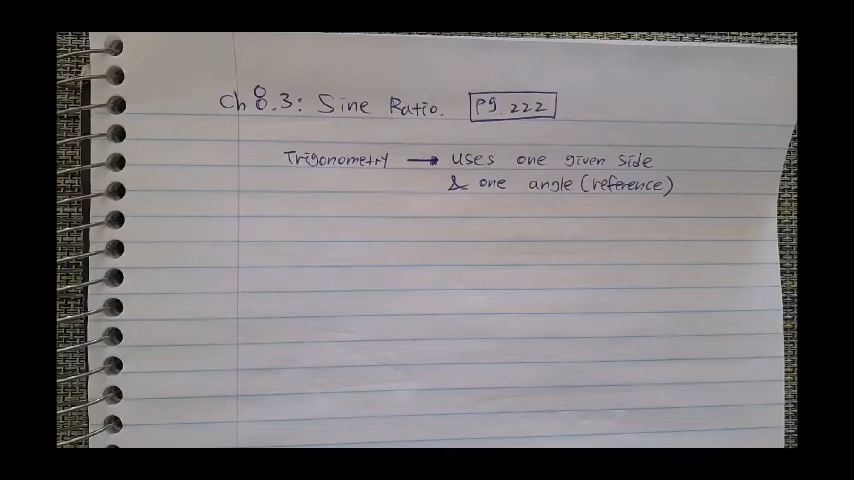 Ch 8.3: Sine Ratio. pg. 222
Trigonometry → uses one given side
& one angle (reference)